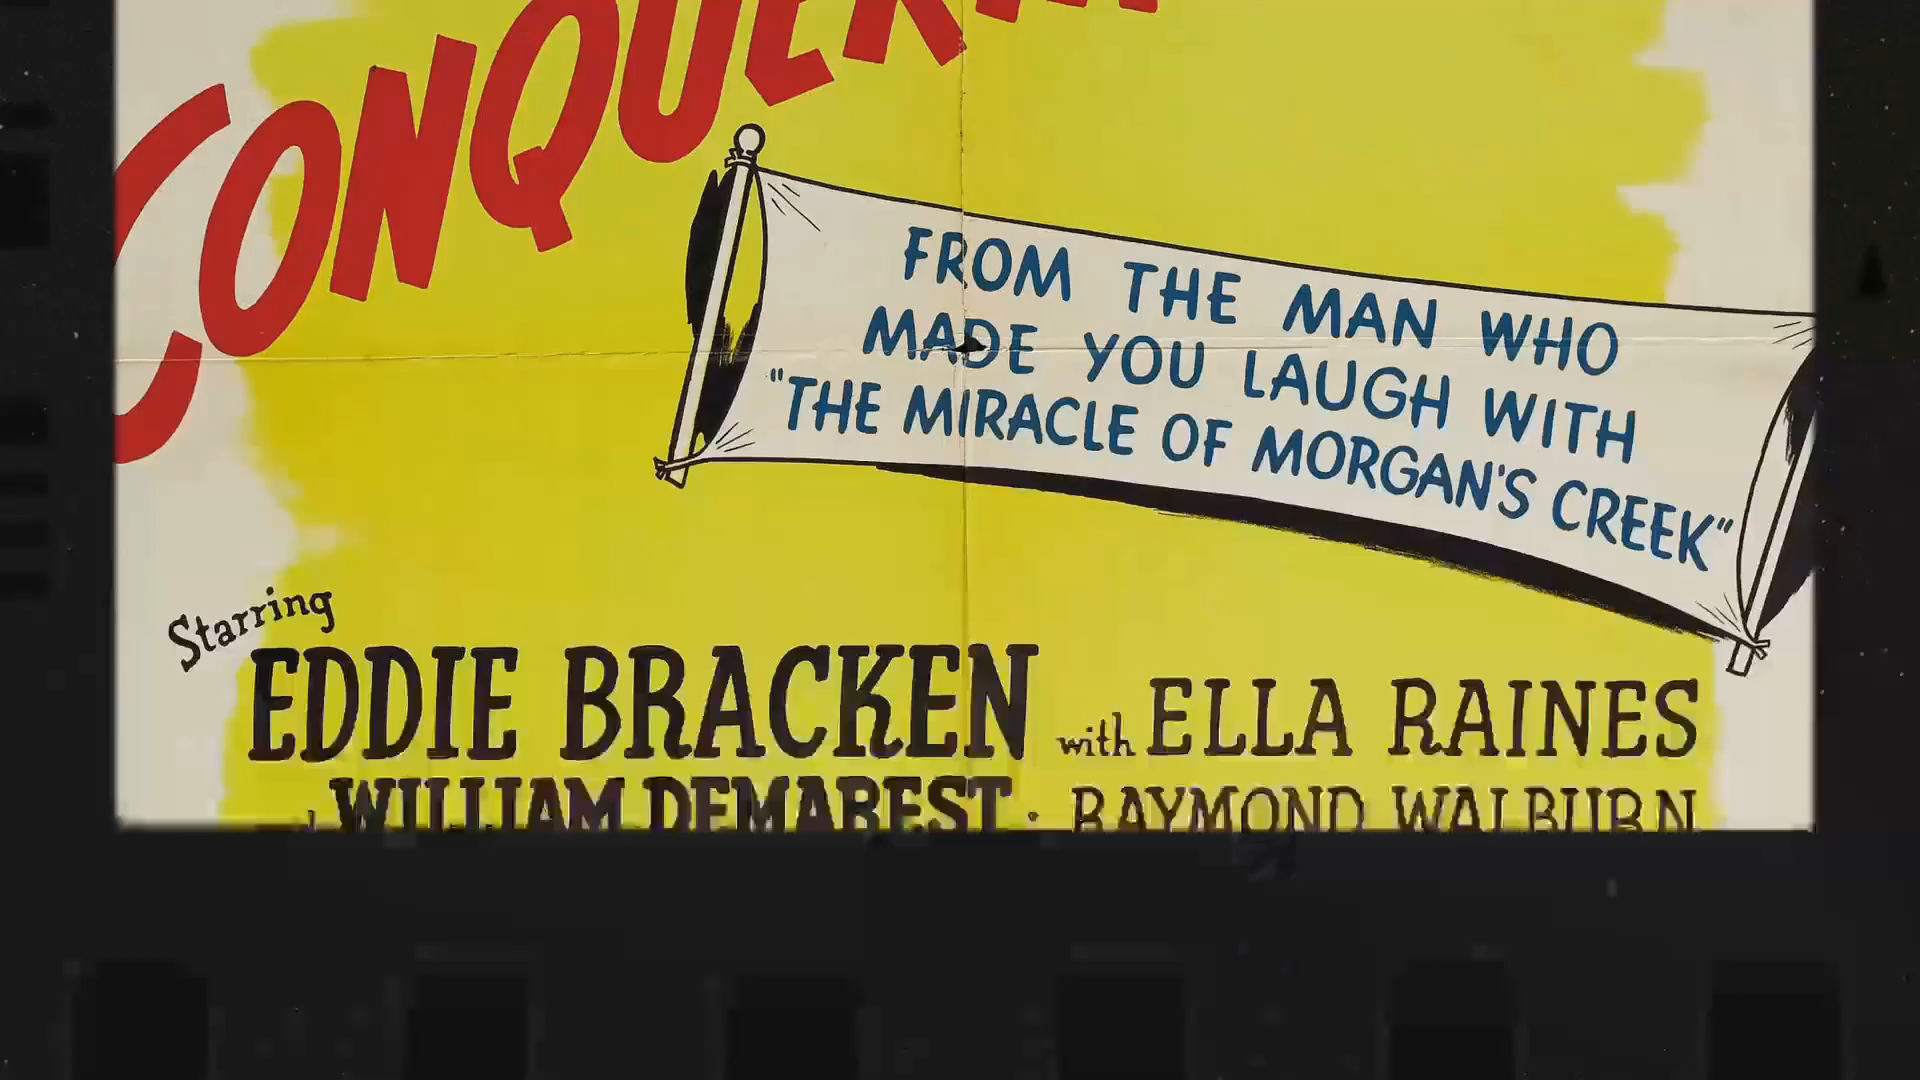 CONQUER
FROM THE MAN WHO
MADE YOU LAUGH WITH
"THE MIRACLE OF MORGAN'S CREEK"
Starring
EDDIE BRACKEN with ELLA RAINES
WILLIAM DEMAREST · RAYMOND WALBURN